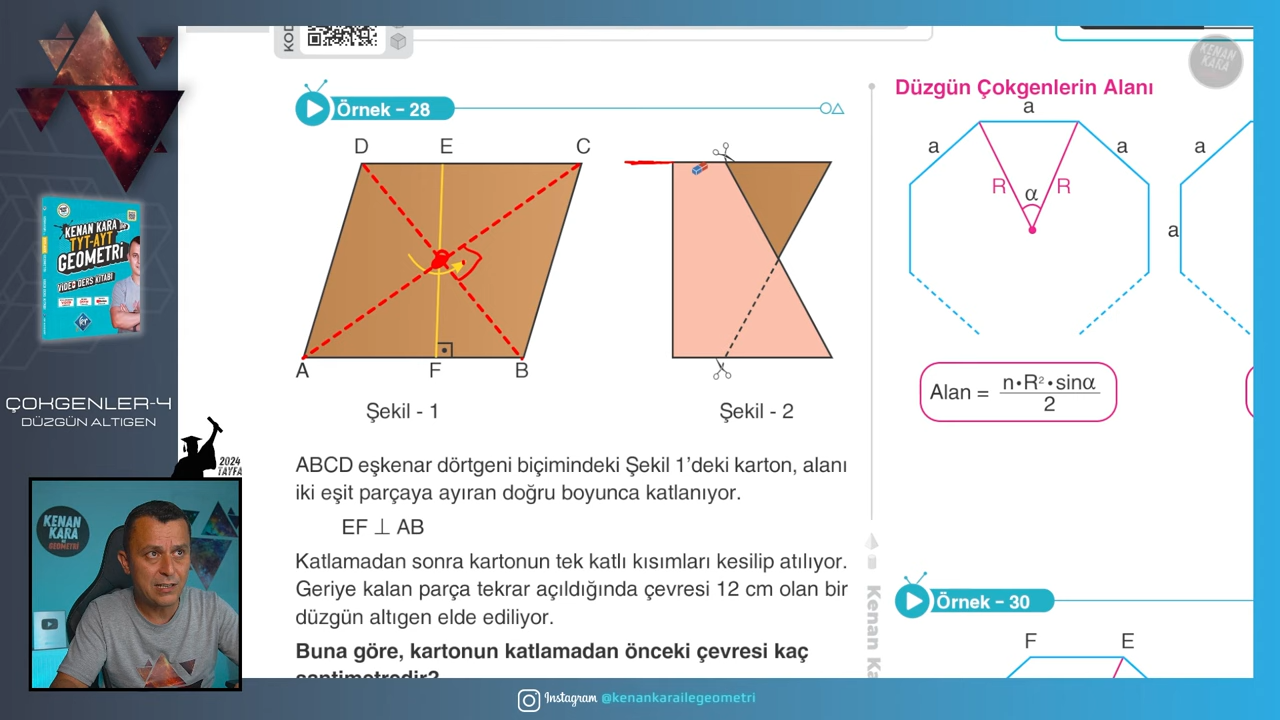 KOD
Örnek – 28
D
E
C
A
F
B
Şekil - 1
Şekil - 2
ABCD eşkenar dörtgeni biçimindeki Şekil 1'deki karton, alanı
iki eşit parçaya ayıran doğru boyunca katlanıyor.
EF ⊥ AB
Katlamadan sonra kartonun tek katlı kısımları kesilip atılıyor.
Geriye kalan parça tekrar açıldığında çevresi 12 cm olan bir
düzgün altıgen elde ediliyor.
Buna göre, kartonun katlamadan önceki çevresi kaç
santimetredir?
Düzgün Çokgenlerin Alanı
a
a
a
R
α
R
a
a
Alan = n•R²•sinα / 2
Örnek – 30
F
E
Kenan Ka
KENAN
KARA
KENAN KARA
TYT-AYT
GEOMETRİ
VİDEO DERS KİTABI
ÇOKGENLER-4
DÜZGÜN ALTIGEN
2024
TAYFA
KENAN
KARA
GEOMETRİ
Instagram @kenankarailegeometri